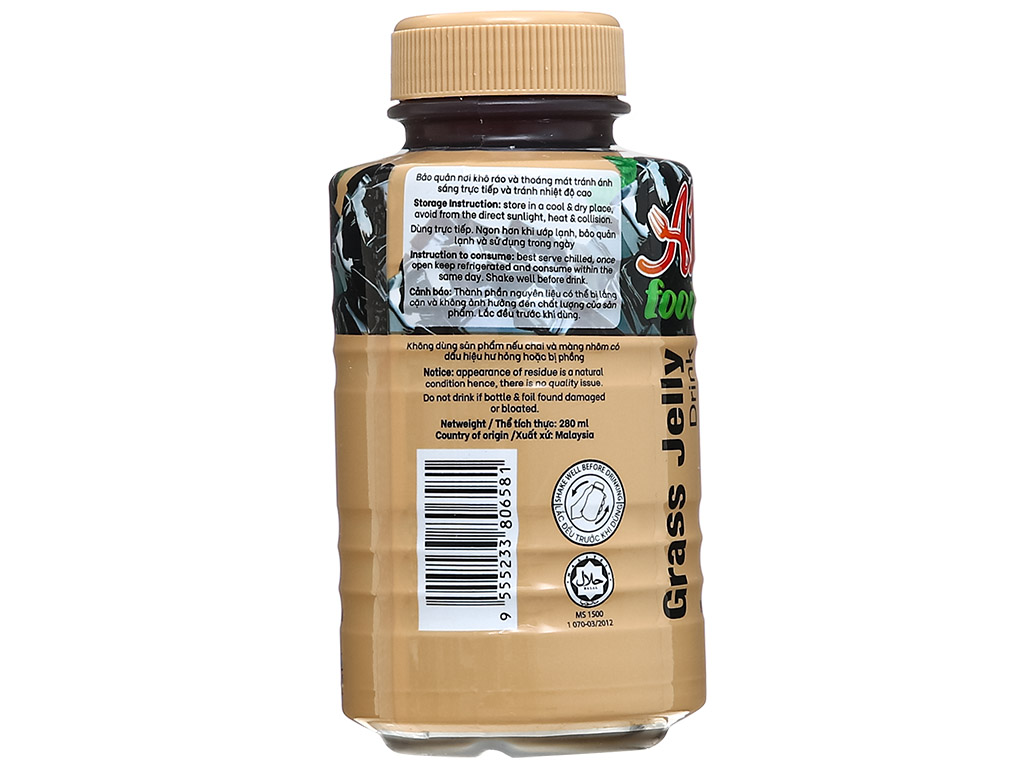 Bảo quản nơi khô ráo và thoáng mát tránh ánh
sáng trực tiếp và tránh nhiệt độ cao
Storage Instruction: store in a cool & dry place,
avoid from the direct sunlight, heat & collision.
Dùng trực tiếp. Ngon hơn khi ướp lạnh, bảo quản
lạnh và sử dụng trong ngày
Instruction to consume: best serve chilled, once
open keep refrigerated and consume within the
same day. Shake well before drink.
Cảnh báo: Thành phần nguyên liệu có thể bị lắng
cặn và không ảnh hưởng đến chất lượng của sản
phẩm. Lắc đều trước khi dùng.
Không dùng sản phẩm nếu chai và màng nhôm có
dấu hiệu hư hỏng hoặc bị phồng
Notice: appearance of residue is a natural
condition hence, there is no quality issue.
Do not drink if bottle & foil found damaged
or bloated.
Netweight / Thể tích thực: 280 ml
Country of origin /Xuất xứ: Malaysia
9 555233 806581
SHAKE WELL BEFORE DRINKING
LẮC ĐỀU TRƯỚC KHI DÙNG
حلال
HALAL
MS 1500
1 070-03/2012
food
Grass Jelly
Drink